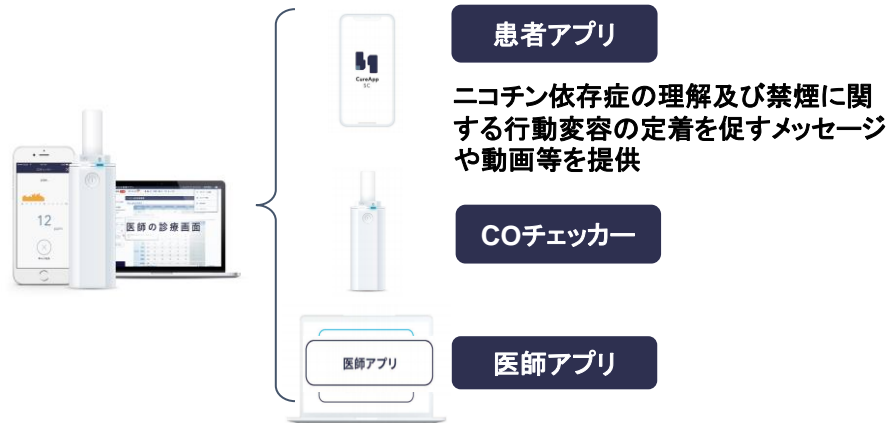 患者アプリ
CureApp
SC
ニコチン依存症の理解及び禁煙に関
する行動変容の定着を促すメッセージ
や動画等を提供
12
医師の診療画面
COチェッカー
医師アプリ
医師アプリ